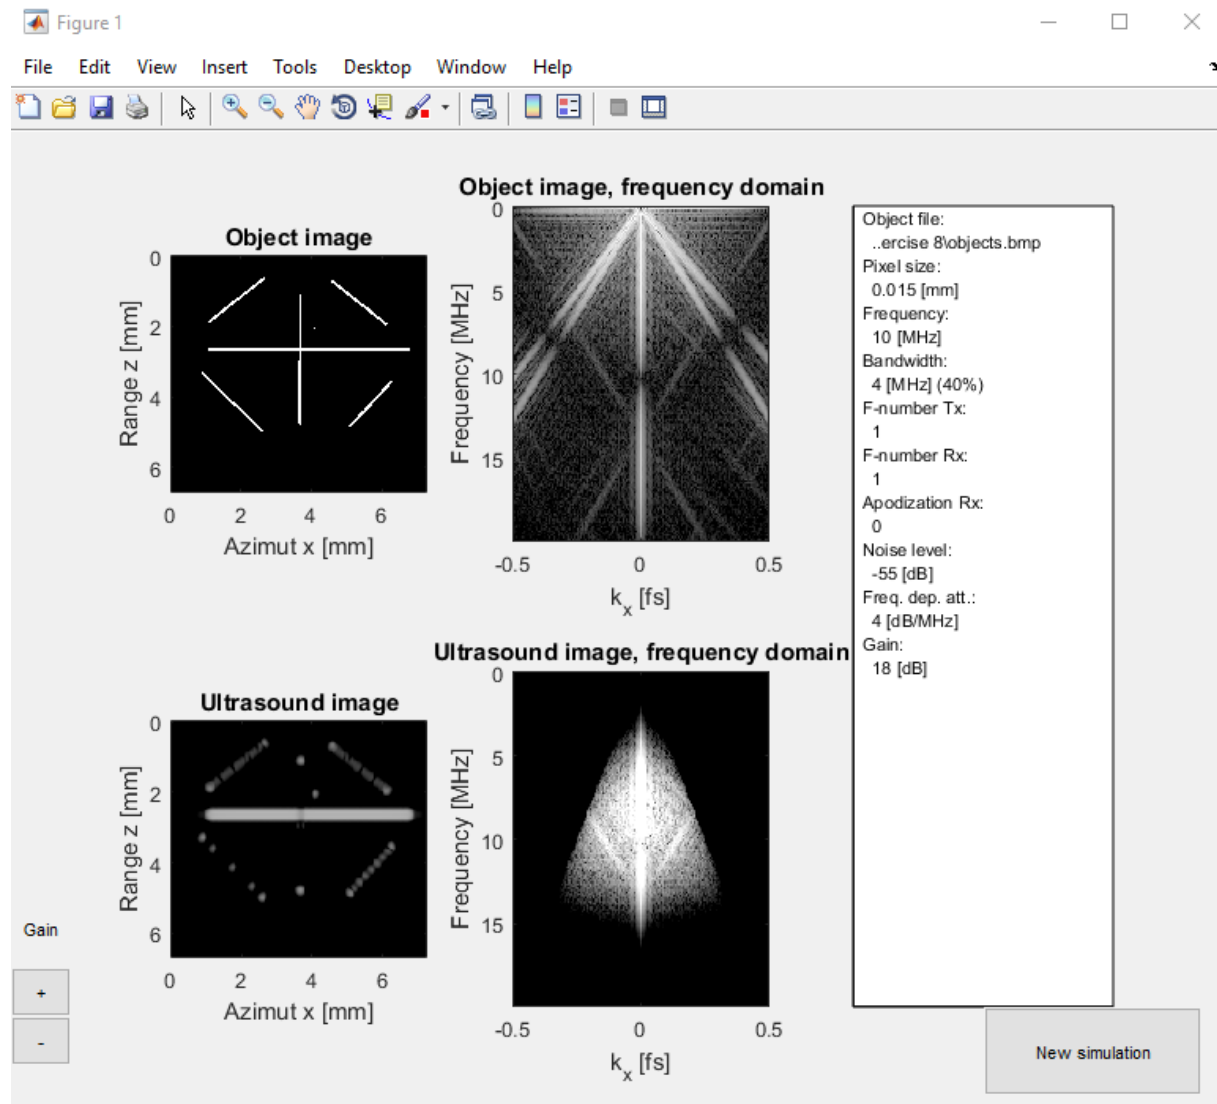 Figure 1
File Edit View Insert Tools Desktop Window Help
Object image, frequency domain
0
5
10
15
Frequency [MHz]
-0.5 0 0.5
k_x [fs]
Object image
0
2
4
6
Range z [mm]
0 2 4 6
Azimut x [mm]
Object file:
..ercise 8\objects.bmp
Pixel size:
0.015 [mm]
Frequency:
10 [MHz]
Bandwidth:
4 [MHz] (40%)
F-number Tx:
1
F-number Rx:
1
Apodization Rx:
0
Noise level:
-55 [dB]
Freq. dep. att.:
4 [dB/MHz]
Gain:
18 [dB]
Ultrasound image, frequency domain
0
5
10
15
Frequency [MHz]
-0.5 0 0.5
k_x [fs]
Ultrasound image
0
2
4
6
Range z [mm]
0 2 4 6
Azimut x [mm]
Gain
+
-
New simulation